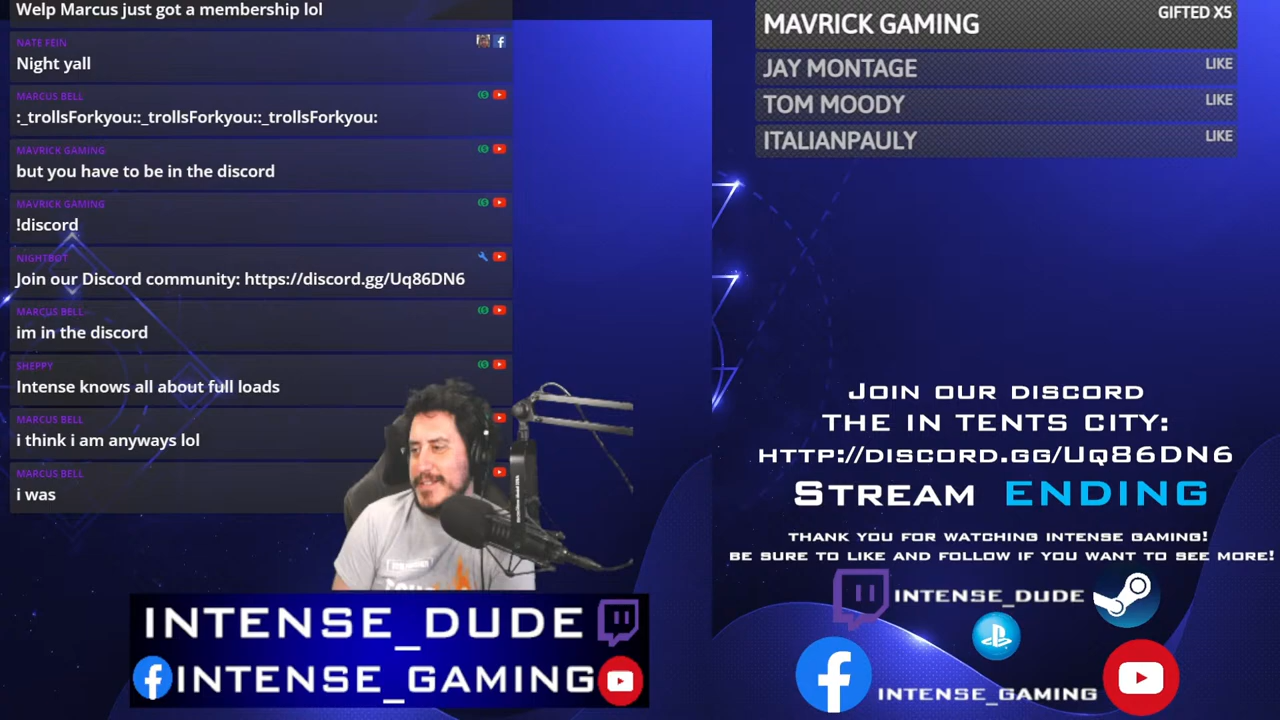 Welp Marcus just got a membership lol
NATE FEIN
Night yall
MARCUS BELL
:_trollsForkyou::_trollsForkyou::_trollsForkyou:
MAVRICK GAMING
but you have to be in the discord
MAVRICK GAMING
!discord
NIGHTBOT
Join our Discord community: https://discord.gg/Uq86DN6
MARCUS BELL
im in the discord
SHEPPY
Intense knows all about full loads
MARCUS BELL
i think i am anyways lol
MARCUS BELL
i was
INTENSE_DUDE
INTENSE_GAMING
MAVRICK GAMING GIFTED X5
JAY MONTAGE LIKE
TOM MOODY LIKE
ITALIANPAULY LIKE
JOIN OUR DISCORD
THE IN TENTS CITY:
HTTP://DISCORD.GG/UQ86DN6
STREAM ENDING
THANK YOU FOR WATCHING INTENSE GAMING!
BE SURE TO LIKE AND FOLLOW IF YOU WANT TO SEE MORE!
INTENSE_DUDE
INTENSE_GAMING